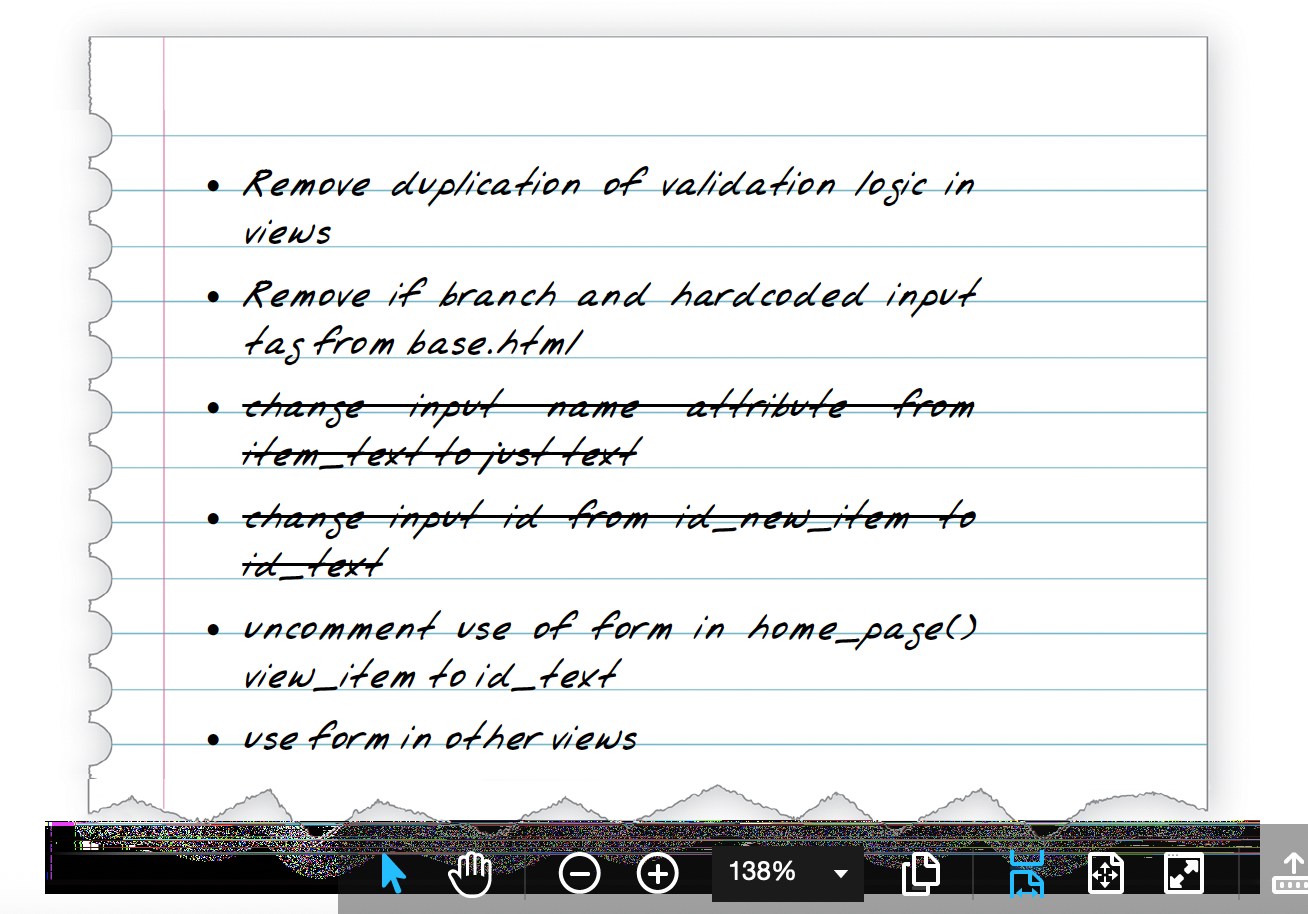 • Remove duplication of validation logic in
views
• Remove if branch and hardcoded input
tag from base.html
• change input name attribute from
item_text to just text
• change input id from id_new_item to
id_text
• uncomment use of form in home_page()
view_item to id_text
• use form in other views
138%